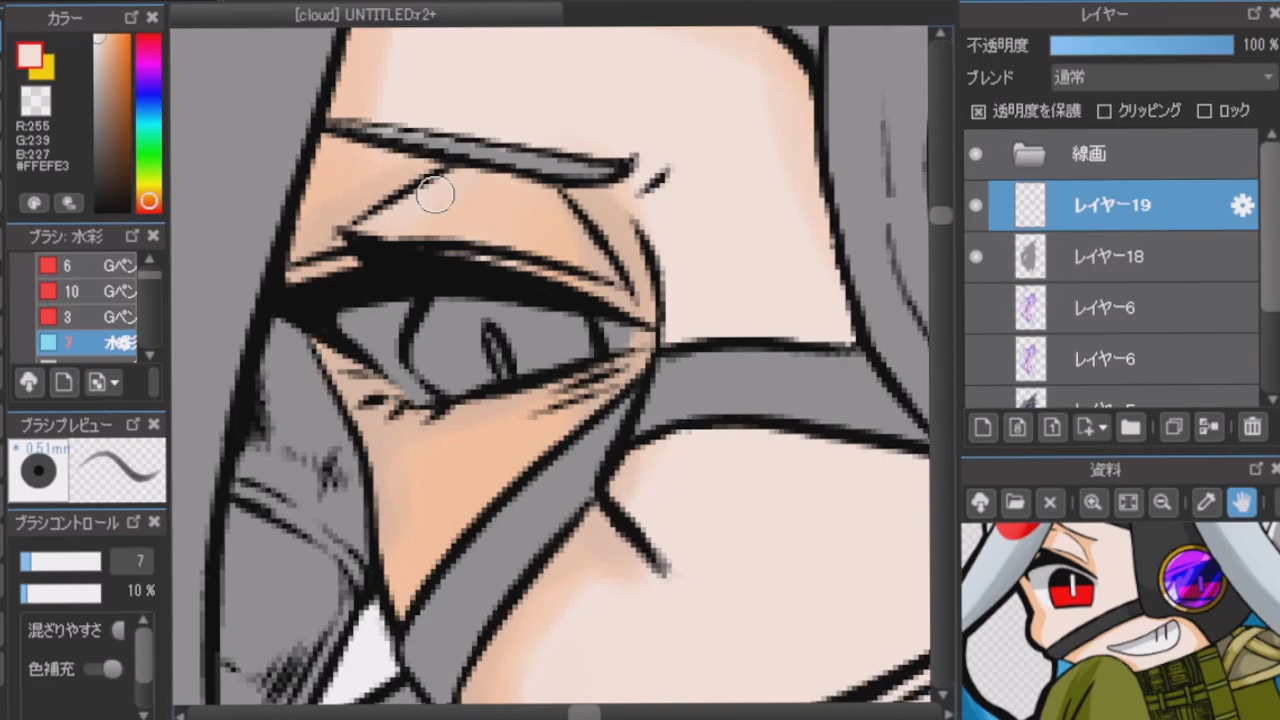 カラー
[cloud] UNTITLED:r2+
レイヤー
不透明度
100 %
ブレンド
通常
R:255
G:239
B:227
#FFEFE3
透明度を保護
クリッピング
ロック
線画
レイヤー19
レイヤー18
レイヤー6
レイヤー6
ブラシ: 水彩
6 Gペン
10 Gペン
3 Gペン
7 水彩
ブラシプレビュー
* 0.51mm
資料
ブラシコントロール
7
10 %
混ざりやすさ
色補充